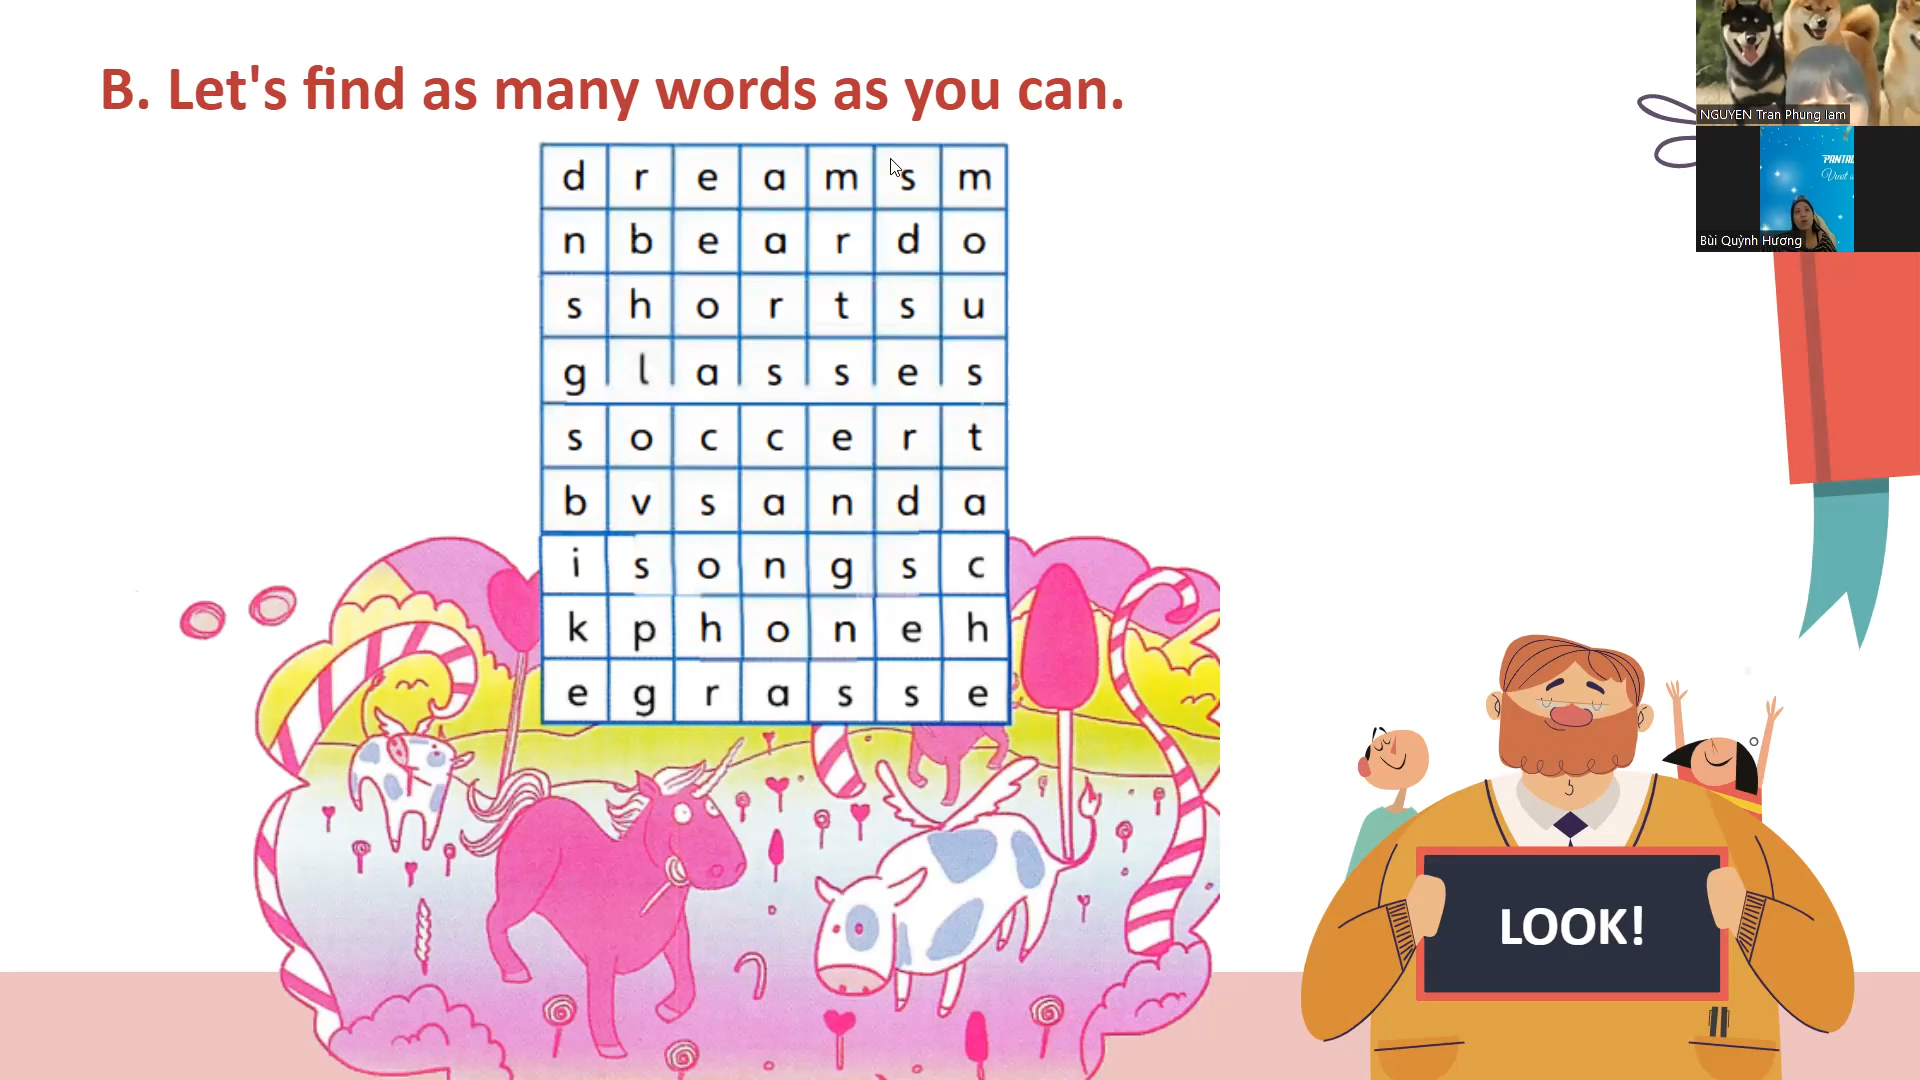 B. Let's find as many words as you can.
d r e a m s m
n b e a r d o
s h o r t s u
g l a s s e s
s o c c e r t
b v s a n d a
i s o n g s c
k p h o n e h
e g r a s s e
NGUYEN Tran Phung lam
Bùi Quỳnh Hương
LOOK!